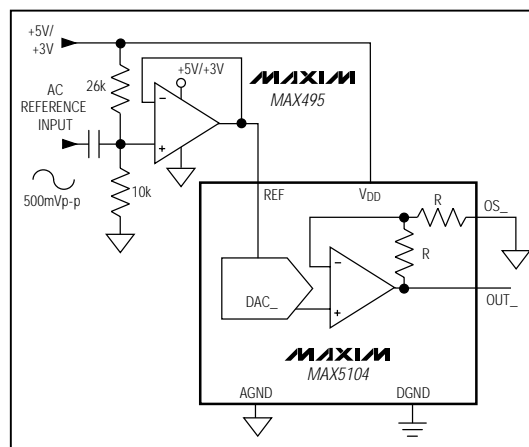 +5V/
+3V
26k
+5V/+3V
MAXIM
MAX495
AC
REFERENCE
INPUT
−
+
10k
500mVp-p
REF
VDD
R
OS_
R
−
+
DAC_
OUT_
MAXIM
MAX5104
AGND
DGND